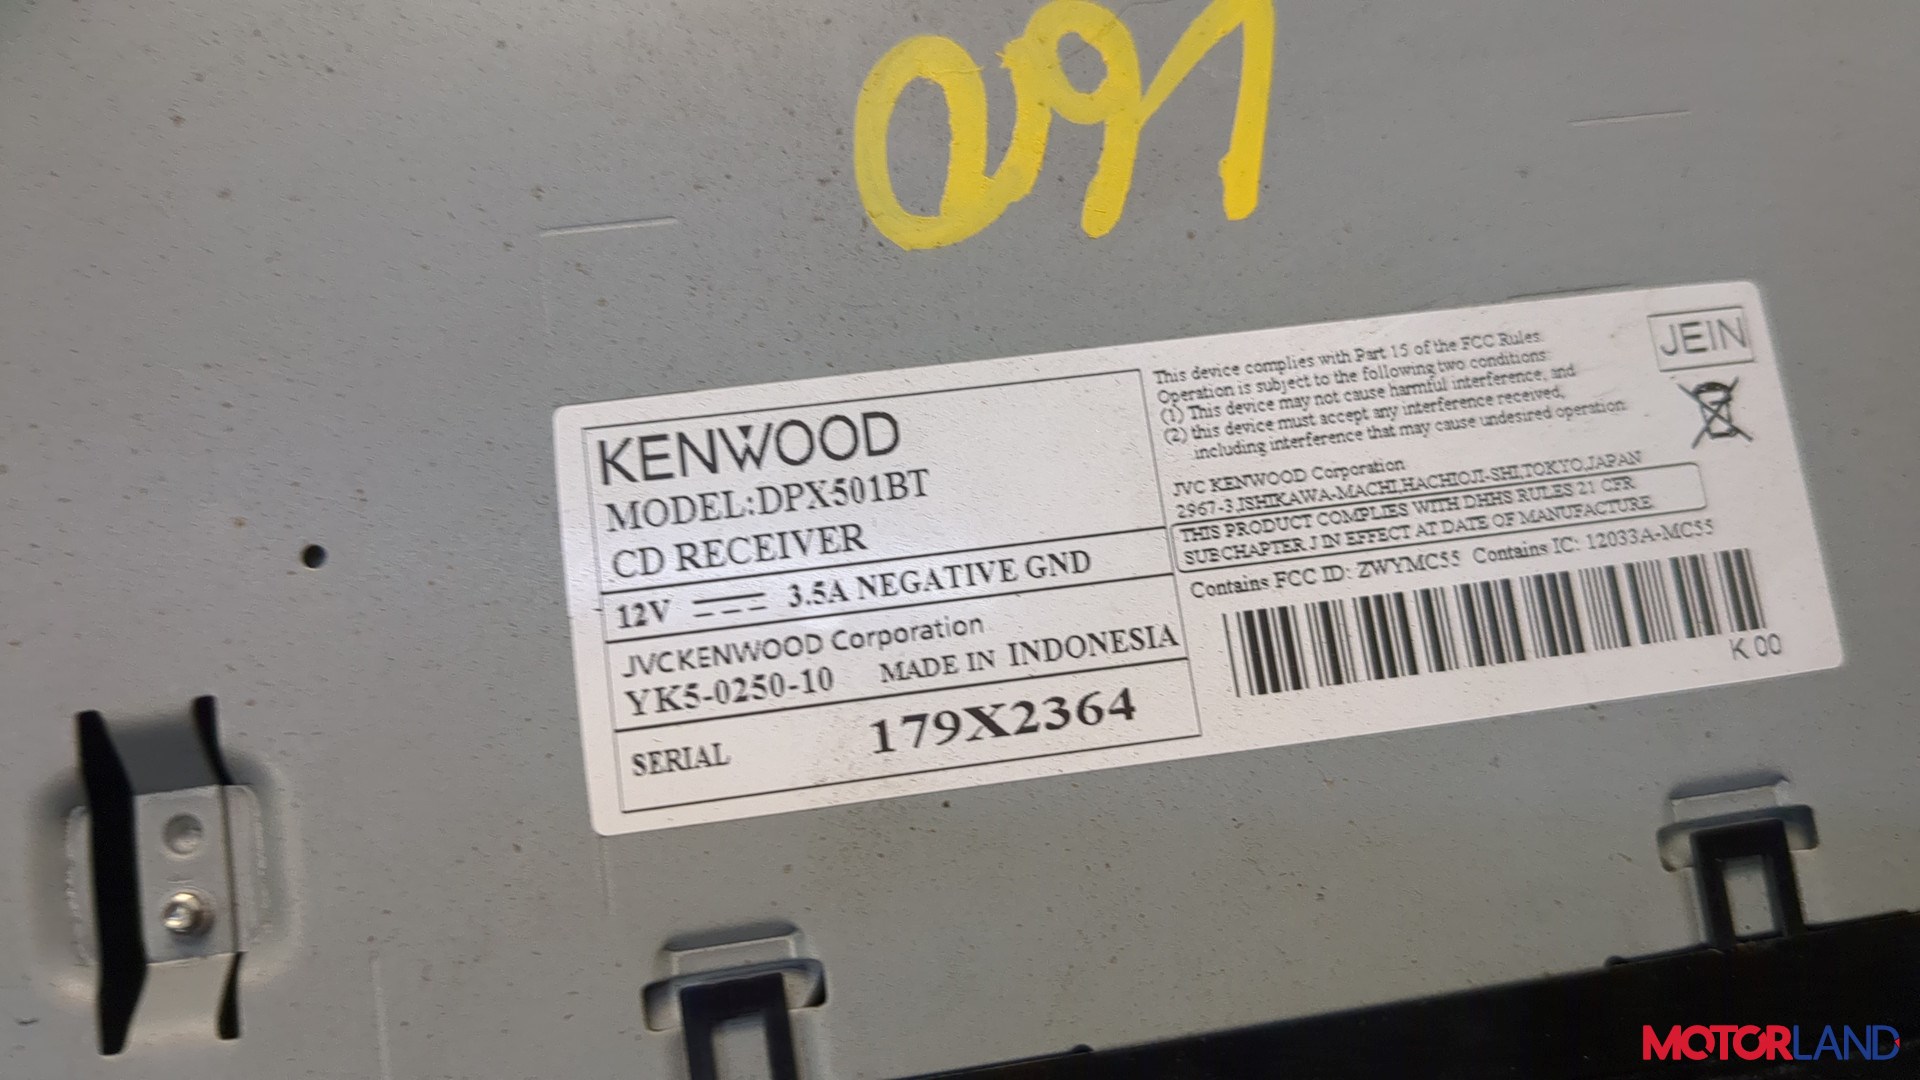 091
KENWOOD
MODEL:DPX501BT
CD RECEIVER
12V 3.5A NEGATIVE GND
JVCKENWOOD Corporation
YK5-0250-10 MADE IN INDONESIA
SERIAL 179X2364
This device complies with Part 15 of the FCC Rules.
Operation is subject to the following two conditions:
(1) This device may not cause harmful interference, and
(2) this device must accept any interference received,
including interference that may cause undesired operation.
JVC KENWOOD Corporation
2967-3,ISHIKAWA-MACHI,HACHIOJI-SHI,TOKYO,JAPAN
THIS PRODUCT COMPLIES WITH DHHS RULES 21 CFR
SUBCHAPTER J IN EFFECT AT DATE OF MANUFACTURE.
Contains FCC ID: ZWYMC55 Contains IC: 12033A-MC55
K 00
JEIN
MOTORLAND